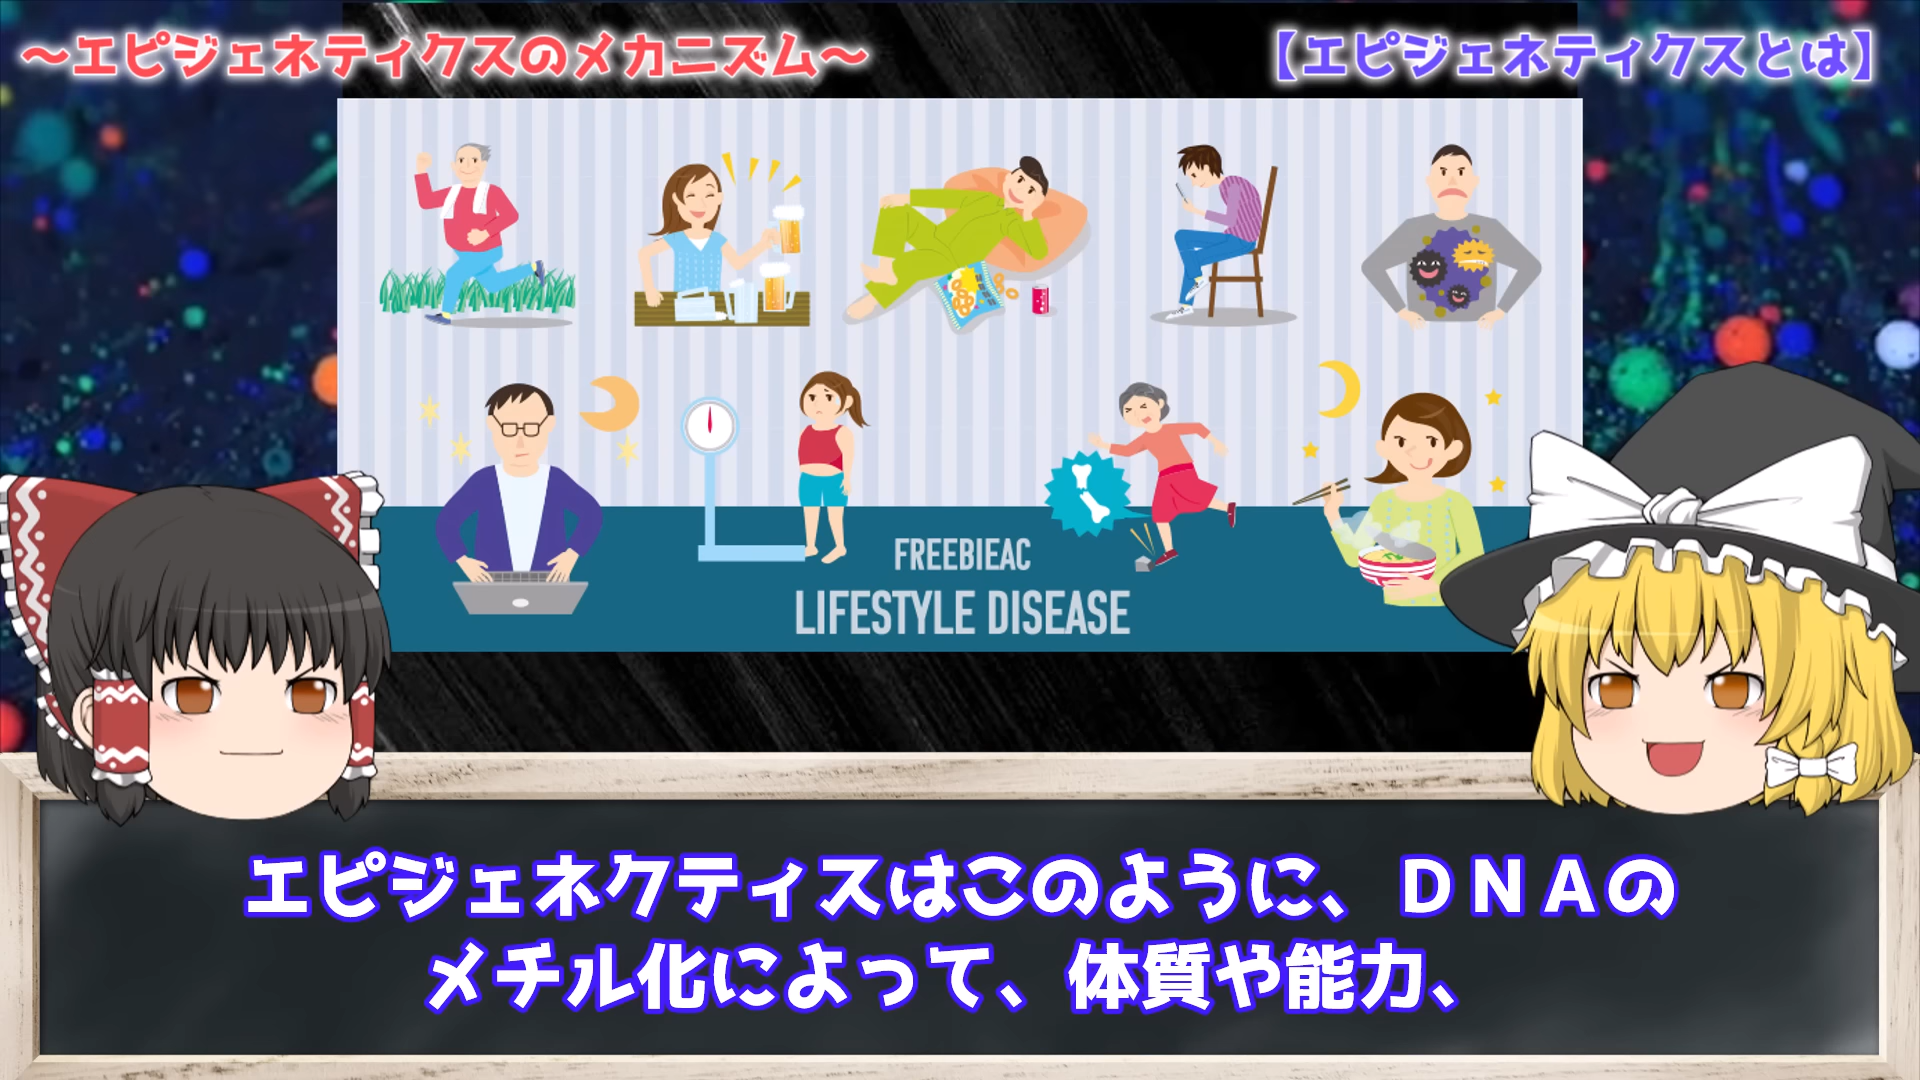 ～エピジェネティクスのメカニズム～
【エピジェネティクスとは】
FREEBIEAC
LIFESTYLE DISEASE
エピジェネクティスはこのように、ＤＮＡの
メチル化によって、体質や能力、